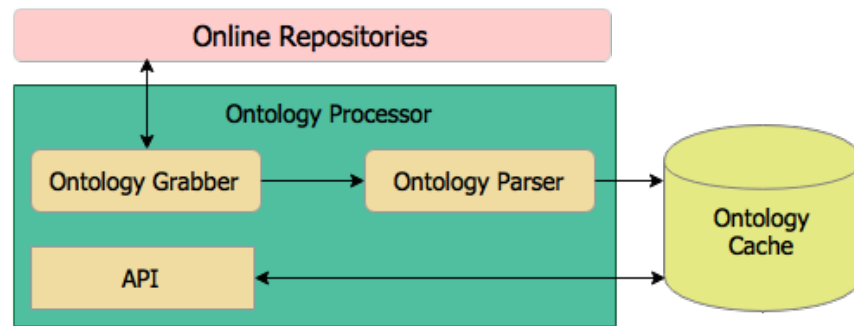 Online Repositories
Ontology Processor
Ontology Grabber
Ontology Parser
Ontology
Cache
API